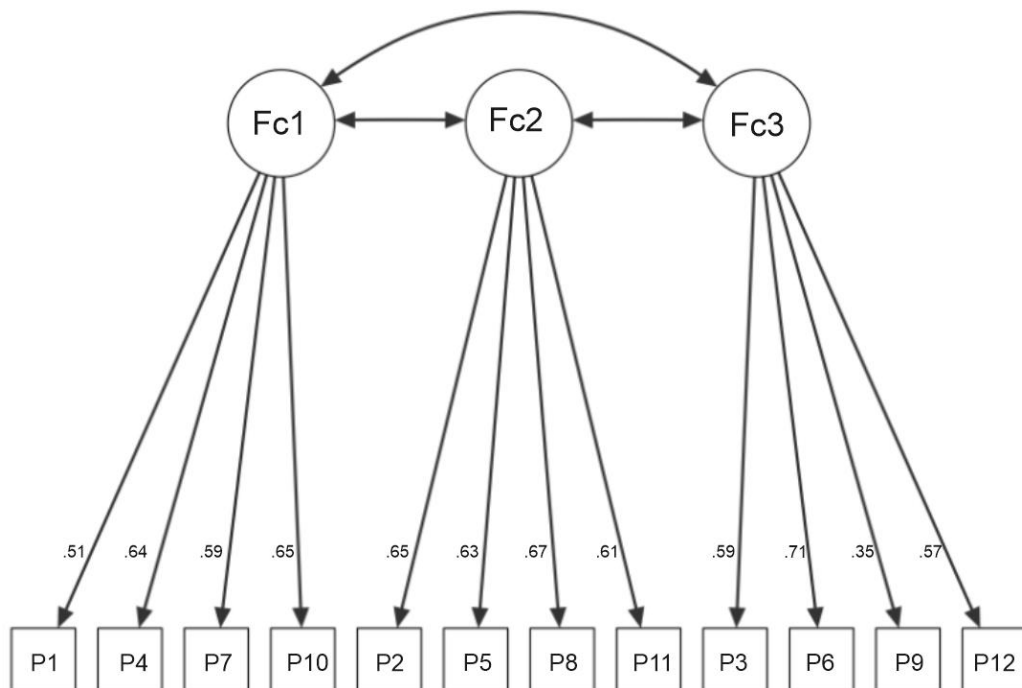 Fc1 Fc2 Fc3
.51 .64 .59 .65 .65 .63 .67 .61 .59 .71 .35 .57
P1 P4 P7 P10 P2 P5 P8 P11 P3 P6 P9 P12